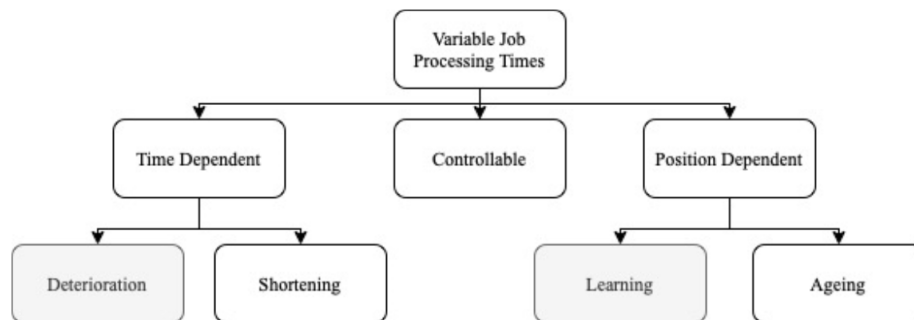 Variable Job
Processing Times
Time Dependent
Controllable
Position Dependent
Deterioration
Shortening
Learning
Ageing